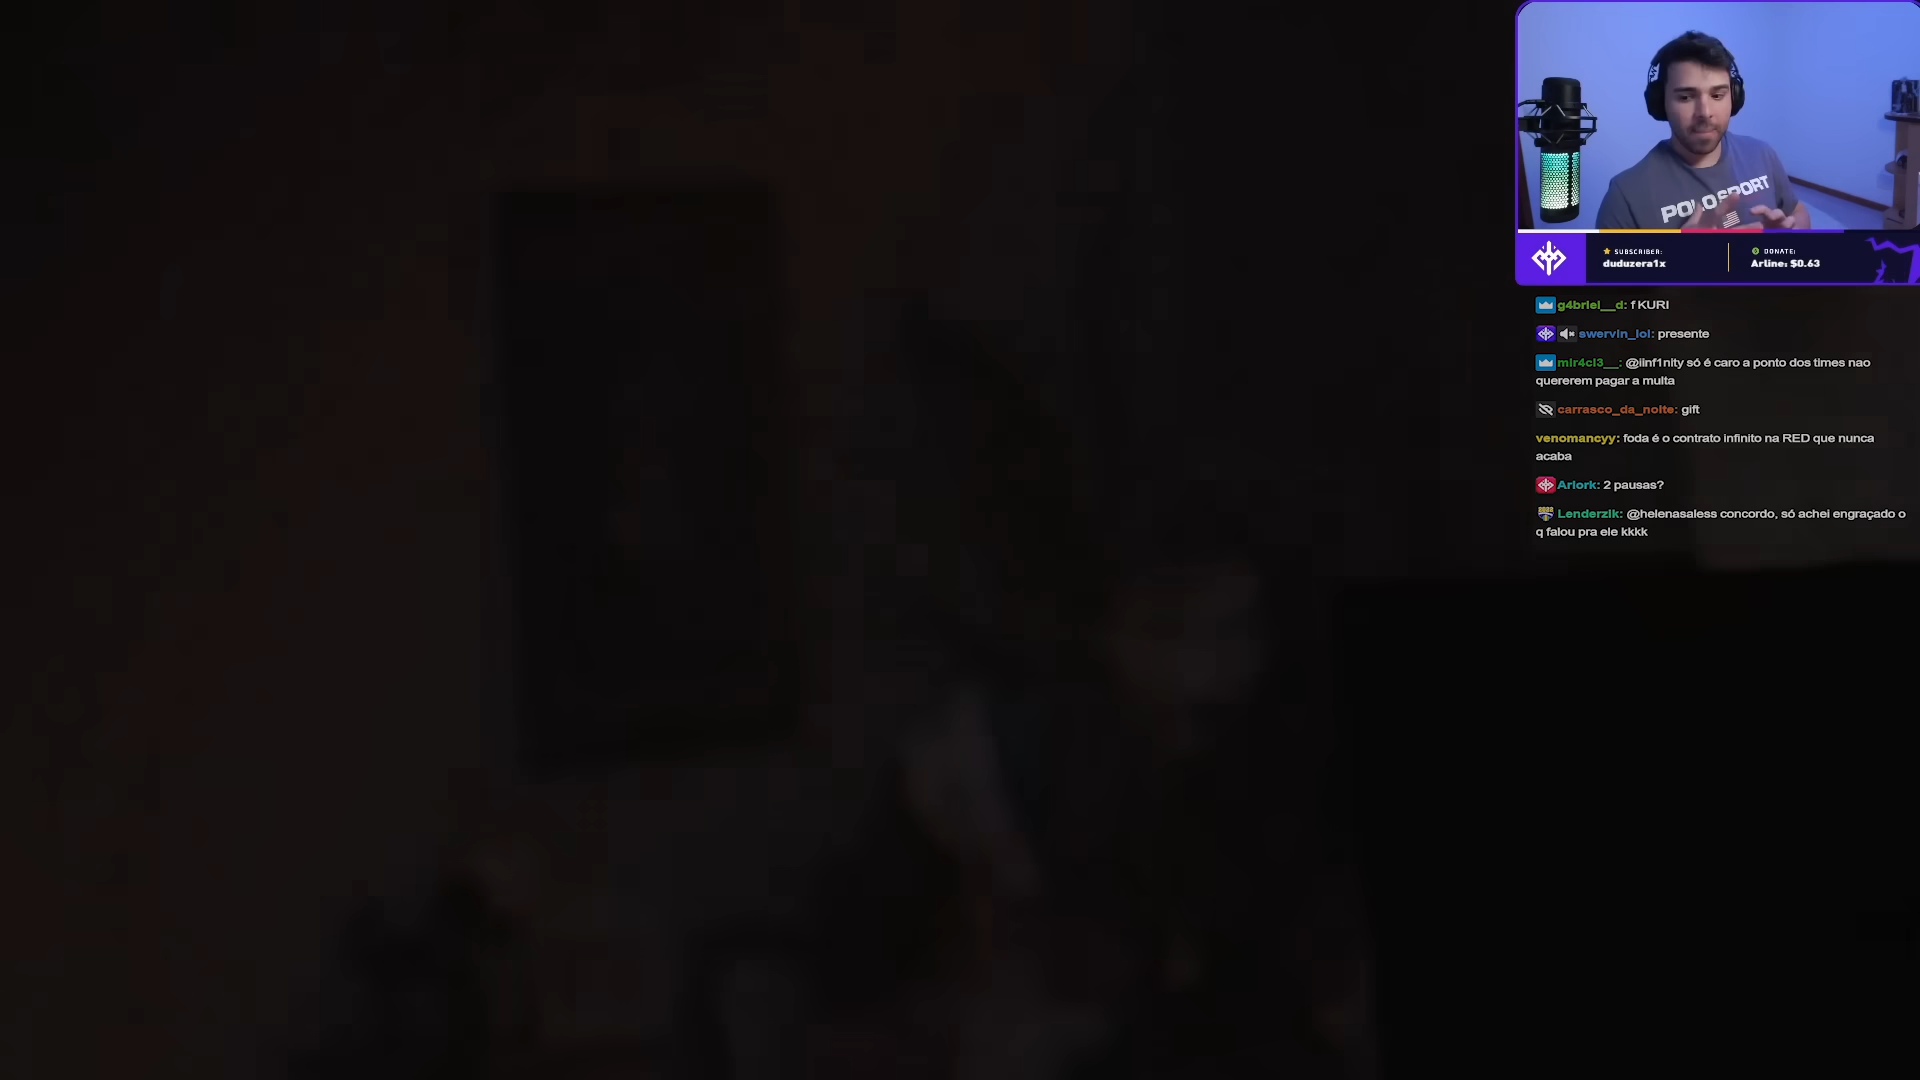 POLO SPORT
SUBSCRIBER:
duduzera1x
DONATE:
Arline: $0.63
g4briel__d: f KURI
swervin_lol: presente
mir4cl3__: @iinf1nity só é caro a ponto dos times nao
quererem pagar a multa
carrasco_da_noite: gift
venomancyy: foda é o contrato infinito na RED que nunca
acaba
Ariork: 2 pausas?
Lenderzik: @helenasaless concordo, só achei engraçado o
q falou pra ele kkkk